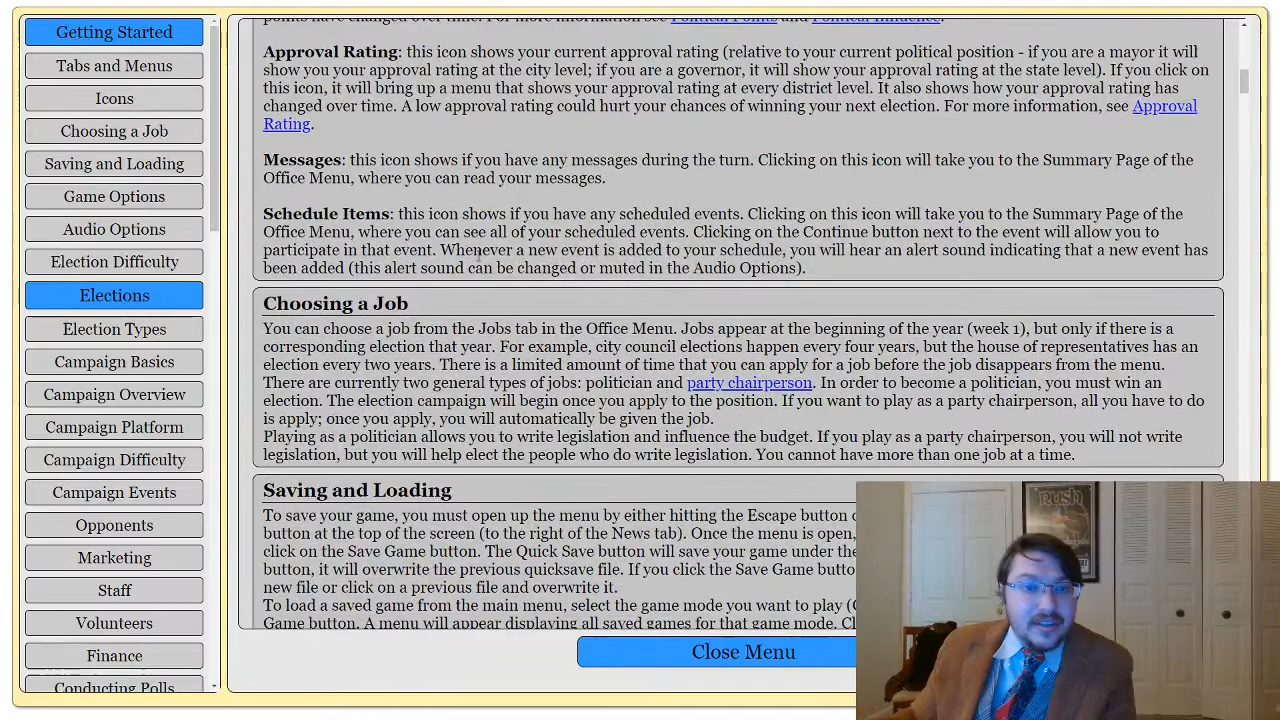 Getting Started
Tabs and Menus
Icons
Choosing a Job
Saving and Loading
Game Options
Audio Options
Election Difficulty
Elections
Election Types
Campaign Basics
Campaign Overview
Campaign Platform
Campaign Difficulty
Campaign Events
Opponents
Marketing
Staff
Volunteers
Finance
Conducting Polls
points have changed over time! For more information see Political Points and Political Influence.
Approval Rating: this icon shows your current approval rating (relative to your current political position - if you are a mayor it will
show you your approval rating at the city level; if you are a governor, it will show your approval rating at the state level). If you click on
this icon, it will bring up a menu that shows your approval rating at every district level. It also shows how your approval rating has
changed over time. A low approval rating could hurt your chances of winning your next election. For more information, see Approval
Rating.
Messages: this icon shows if you have any messages during the turn. Clicking on this icon will take you to the Summary Page of the
Office Menu, where you can read your messages.
Schedule Items: this icon shows if you have any scheduled events. Clicking on this icon will take you to the Summary Page of the
Office Menu, where you can see all of your scheduled events. Clicking on the Continue button next to the event will allow you to
participate in that event. Whenever a new event is added to your schedule, you will hear an alert sound indicating that a new event has
been added (this alert sound can be changed or muted in the Audio Options).
Choosing a Job
You can choose a job from the Jobs tab in the Office Menu. Jobs appear at the beginning of the year (week 1), but only if there is a
corresponding election that year. For example, city council elections happen every four years, but the house of representatives has an
election every two years. There is a limited amount of time that you can apply for a job before the job disappears from the menu.
There are currently two general types of jobs: politician and party chairperson. In order to become a politician, you must win an
election. The election campaign will begin once you apply to the position. If you want to play as a party chairperson, all you have to do
is apply; once you apply, you will automatically be given the job.
Playing as a politician allows you to write legislation and influence the budget. If you play as a party chairperson, you will not write
legislation, but you will help elect the people who do write legislation. You cannot have more than one job at a time.
Saving and Loading
To save your game, you must open up the menu by either hitting the Escape button
button at the top of the screen (to the right of the News tab). Once the menu is open,
click on the Save Game button. The Quick Save button will save your game under the
button, it will overwrite the previous quicksave file. If you click the Save Game butto
new file or click on a previous file and overwrite it.
To load a saved game from the main menu, select the game mode you want to play (
Game button. A menu will appear displaying all saved games for that game mode.
Close Menu
RUSH